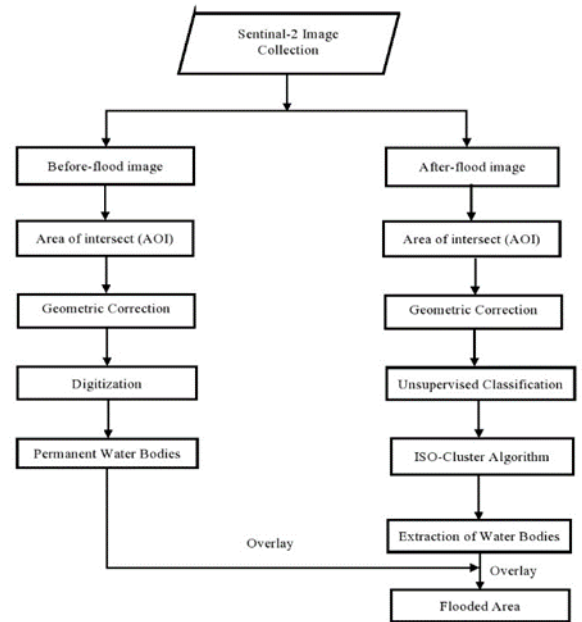 Sentinal-2 Image
Collection
Before-flood image
After-flood image
Area of intersect (AOI)
Area of intersect (AOI)
Geometric Correction
Geometric Correction
Digitization
Unsupervised Classification
Permanent Water Bodies
ISO-Cluster Algorithm
Extraction of Water Bodies
Overlay
Overlay
Flooded Area